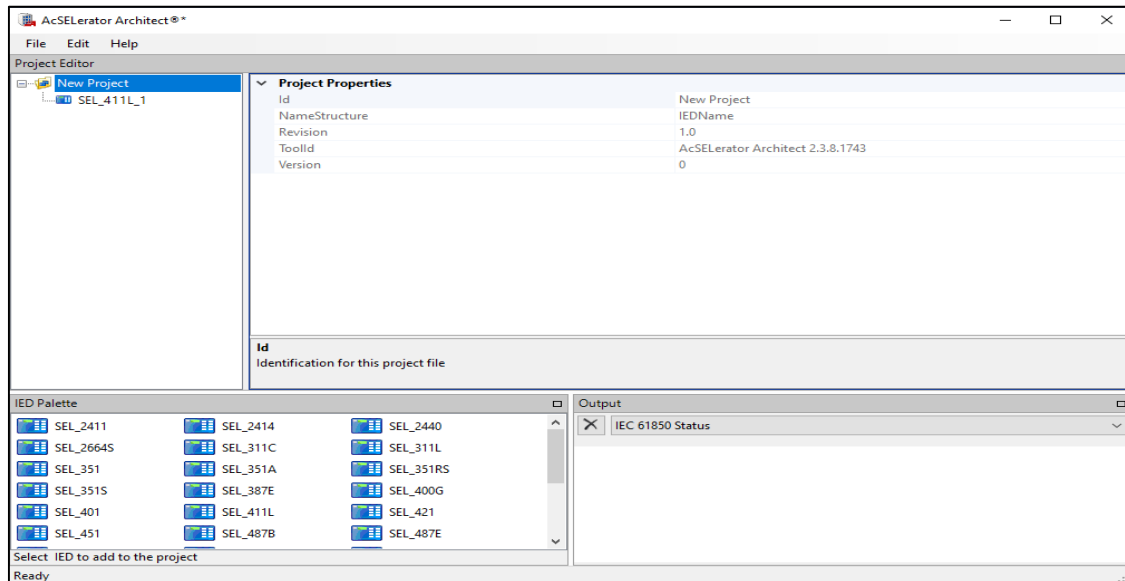 AcSELerator Architect®*
File Edit Help
Project Editor
New Project
SEL_411L_1
Project Properties
Id New Project
NameStructure IEDName
Revision 1.0
ToolId AcSELerator Architect 2.3.8.1743
Version 0
Id
Identification for this project file
IED Palette
SEL_2411 SEL_2414 SEL_2440
SEL_2664S SEL_311C SEL_311L
SEL_351 SEL_351A SEL_351RS
SEL_351S SEL_387E SEL_400G
SEL_401 SEL_411L SEL_421
SEL_451 SEL_487B SEL_487E
Select IED to add to the project
Output
IEC 61850 Status
Ready